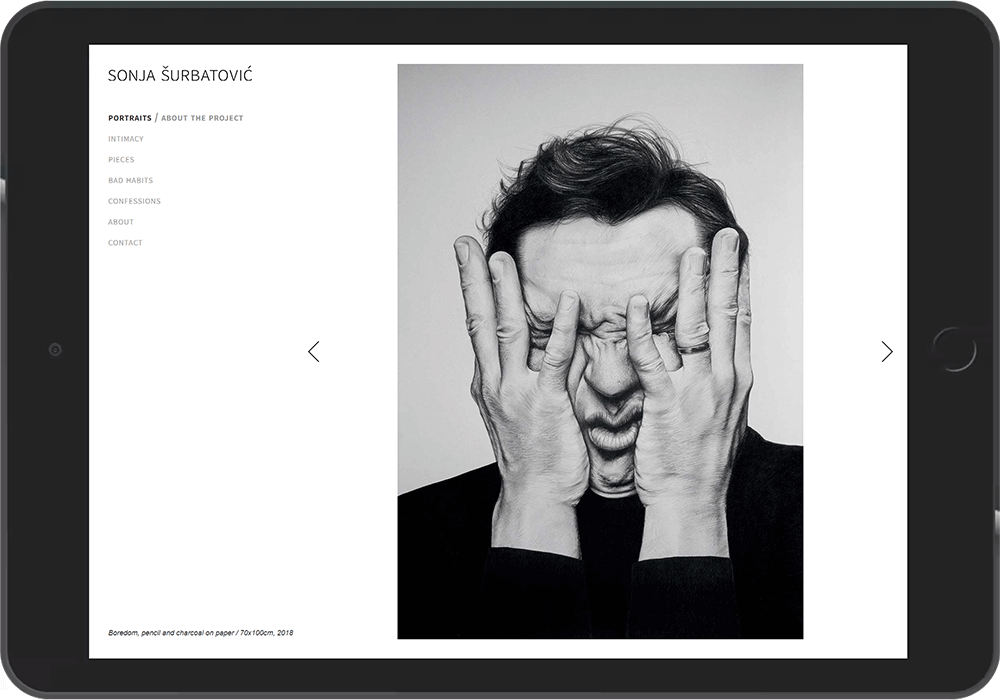 SONJA ŠURBATOVIĆ
PORTRAITS / ABOUT THE PROJECT
INTIMACY
PIECES
BAD HABITS
CONFESSIONS
ABOUT
CONTACT
Boredom, pencil and charcoal on paper / 70x100cm, 2018